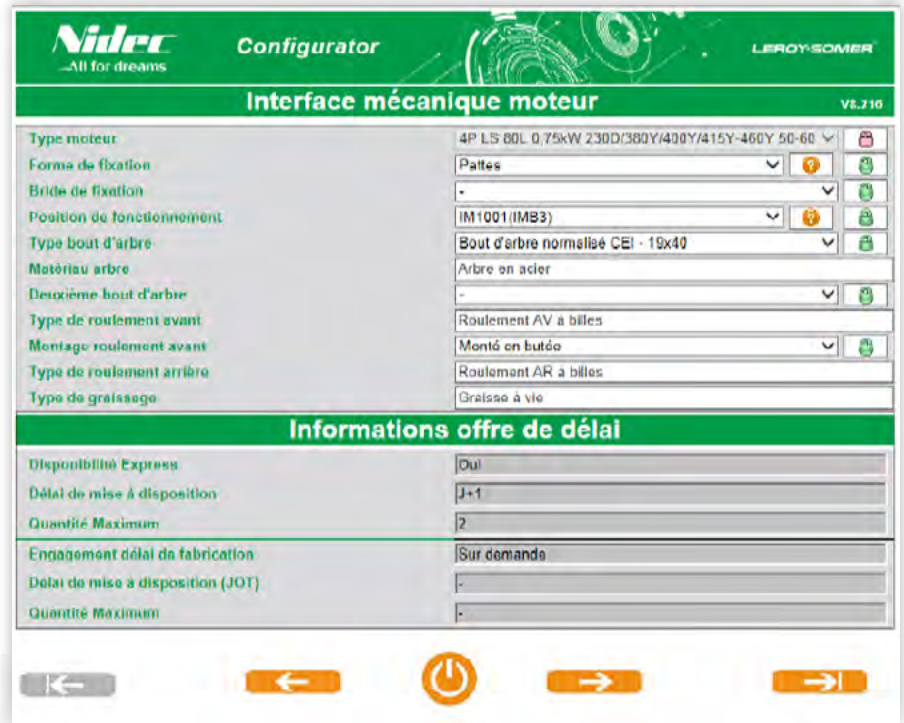 Nidec
All for dreams
Configurator
LEROY-SOMER
Interface mécanique moteur
V8.210
Type moteur 4P LS 80L 0,75kW 230D/380Y/400Y/415Y-460Y 50-60
Forme de fixation Pattes
Bride de fixation -
Position de fonctionnement IM1001(IMB3)
Type bout d'arbre Bout d'arbre normalisé CEI - 19x40
Matériau arbre Arbre en acier
Deuxième bout d'arbre -
Type de roulement avant Roulement AV à billes
Montage roulement avant Monté en butée
Type de roulement arrière Roulement AR à billes
Type de graissage Graisse à vie
Informations offre de délai
Disponibilité Express Oui
Délai de mise à disposition J+1
Quantité Maximum 2
Engagement délai de fabrication Sur demande
Délai de mise à disposition (JOT) -
Quantité Maximum -